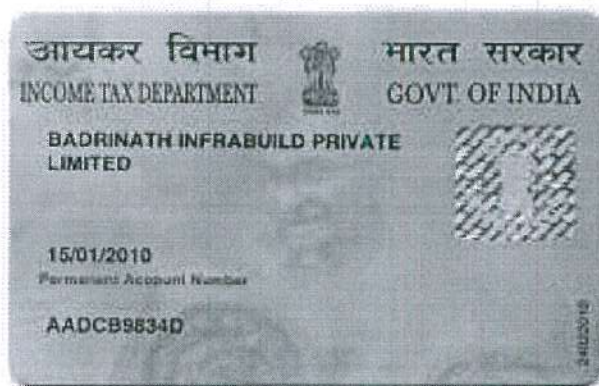 आयकर विभाग
भारत सरकार
INCOME TAX DEPARTMENT
GOVT. OF INDIA
BADRINATH INFRABUILD PRIVATE
LIMITED
15/01/2010
Permanent Account Number
AADCB9834D
24022010